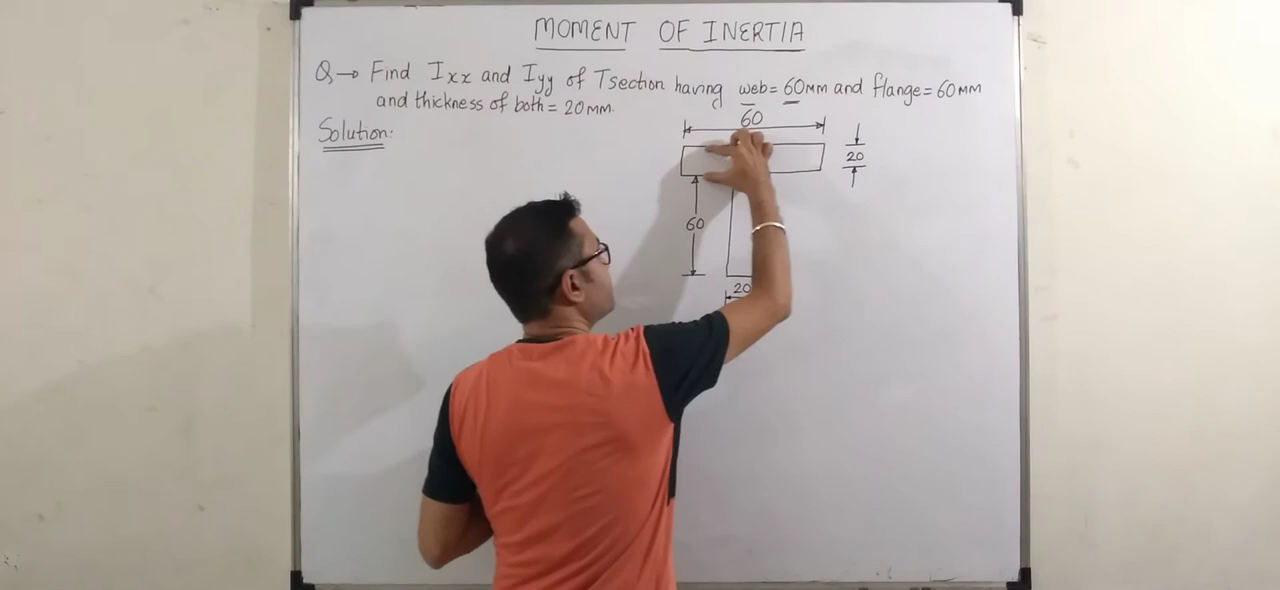 MOMENT OF INERTIA
Q→ Find Ixx and Iyy of T section having web = 60mm and flange = 60mm
and thickness of both = 20mm.
Solution:
60
20
60
20